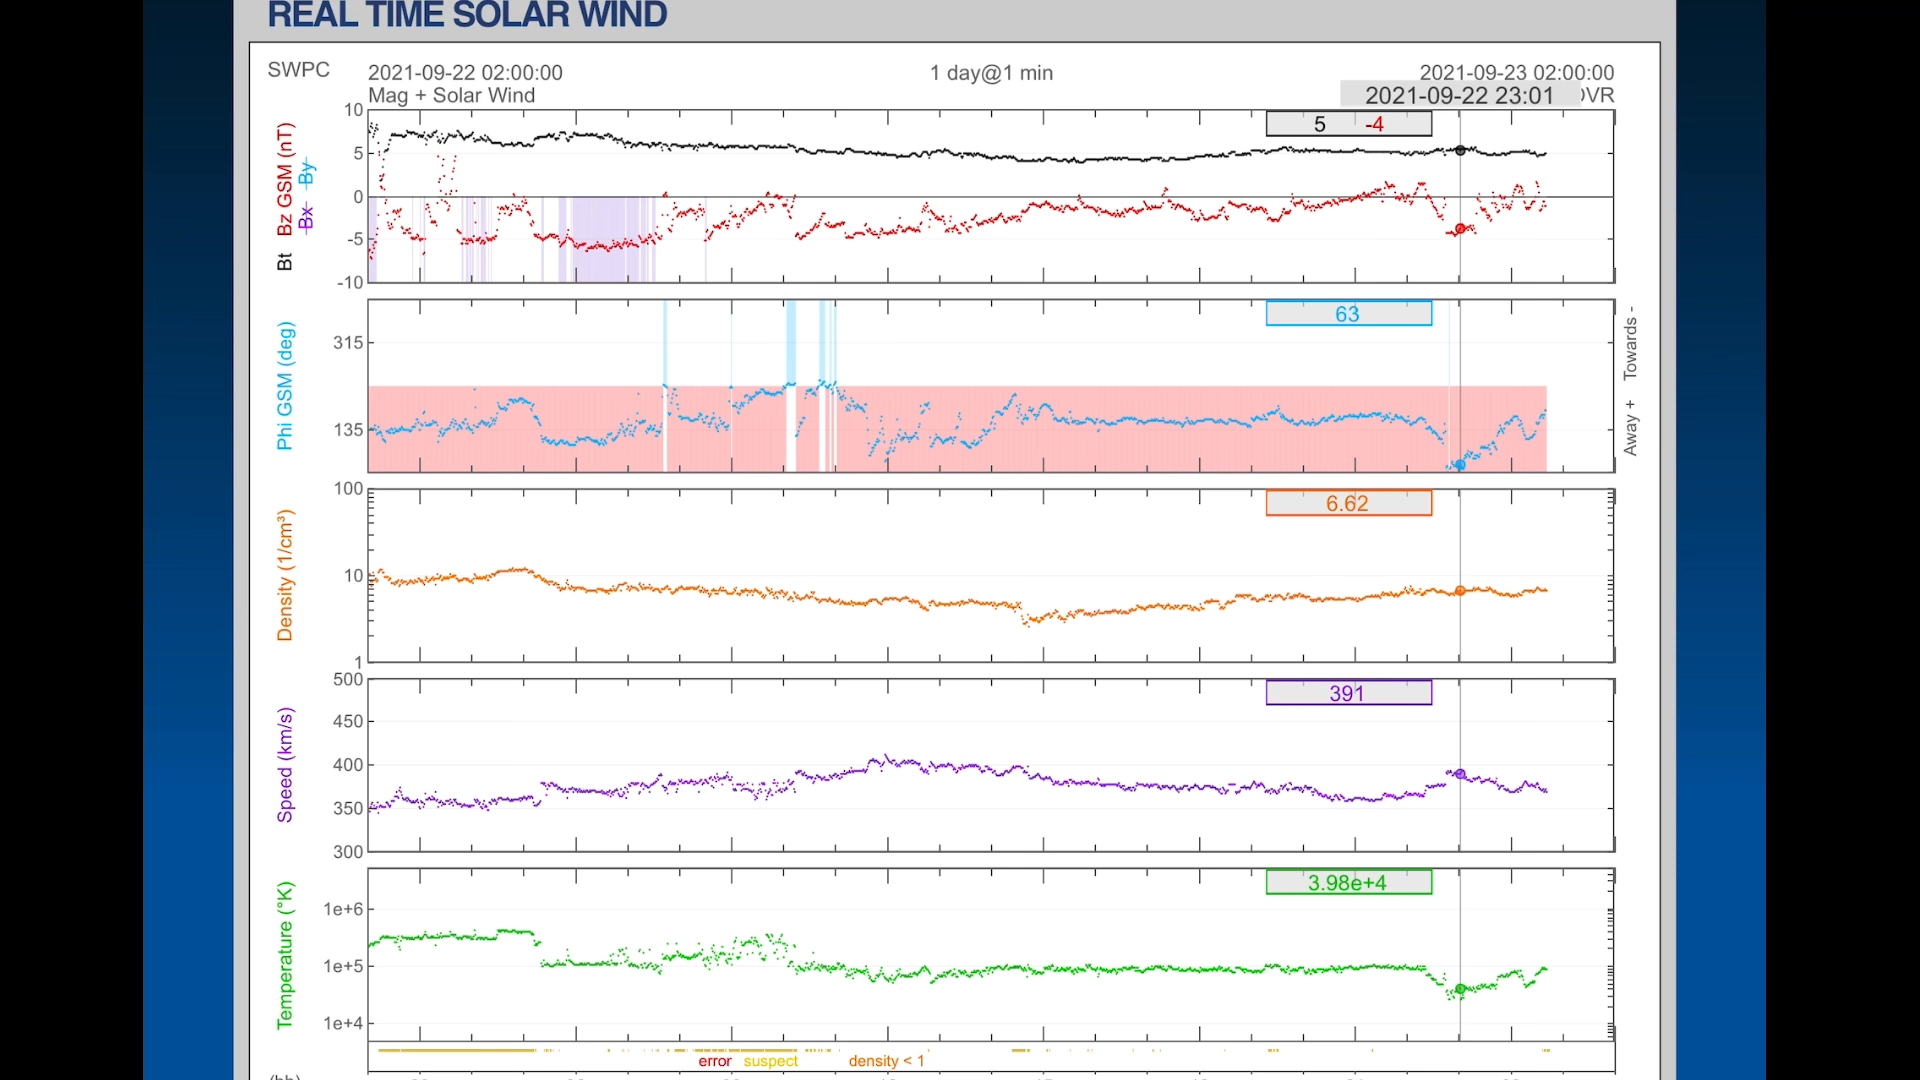 REAL TIME SOLAR WIND
SWPC
2021-09-22 02:00:00
1 day@1 min
2021-09-23 02:00:00
Mag + Solar Wind
2021-09-22 23:01
OVR
Bt Bz GSM (nT)
Bx By
10
5
0
-5
-10
5 -4
Phi GSM (deg)
315
135
63
Away + Towards -
Density (1/cm³)
100
10
1
6.62
Speed (km/s)
500
450
400
350
300
391
Temperature (°K)
1e+6
1e+5
1e+4
3.98e+4
error suspect density < 1